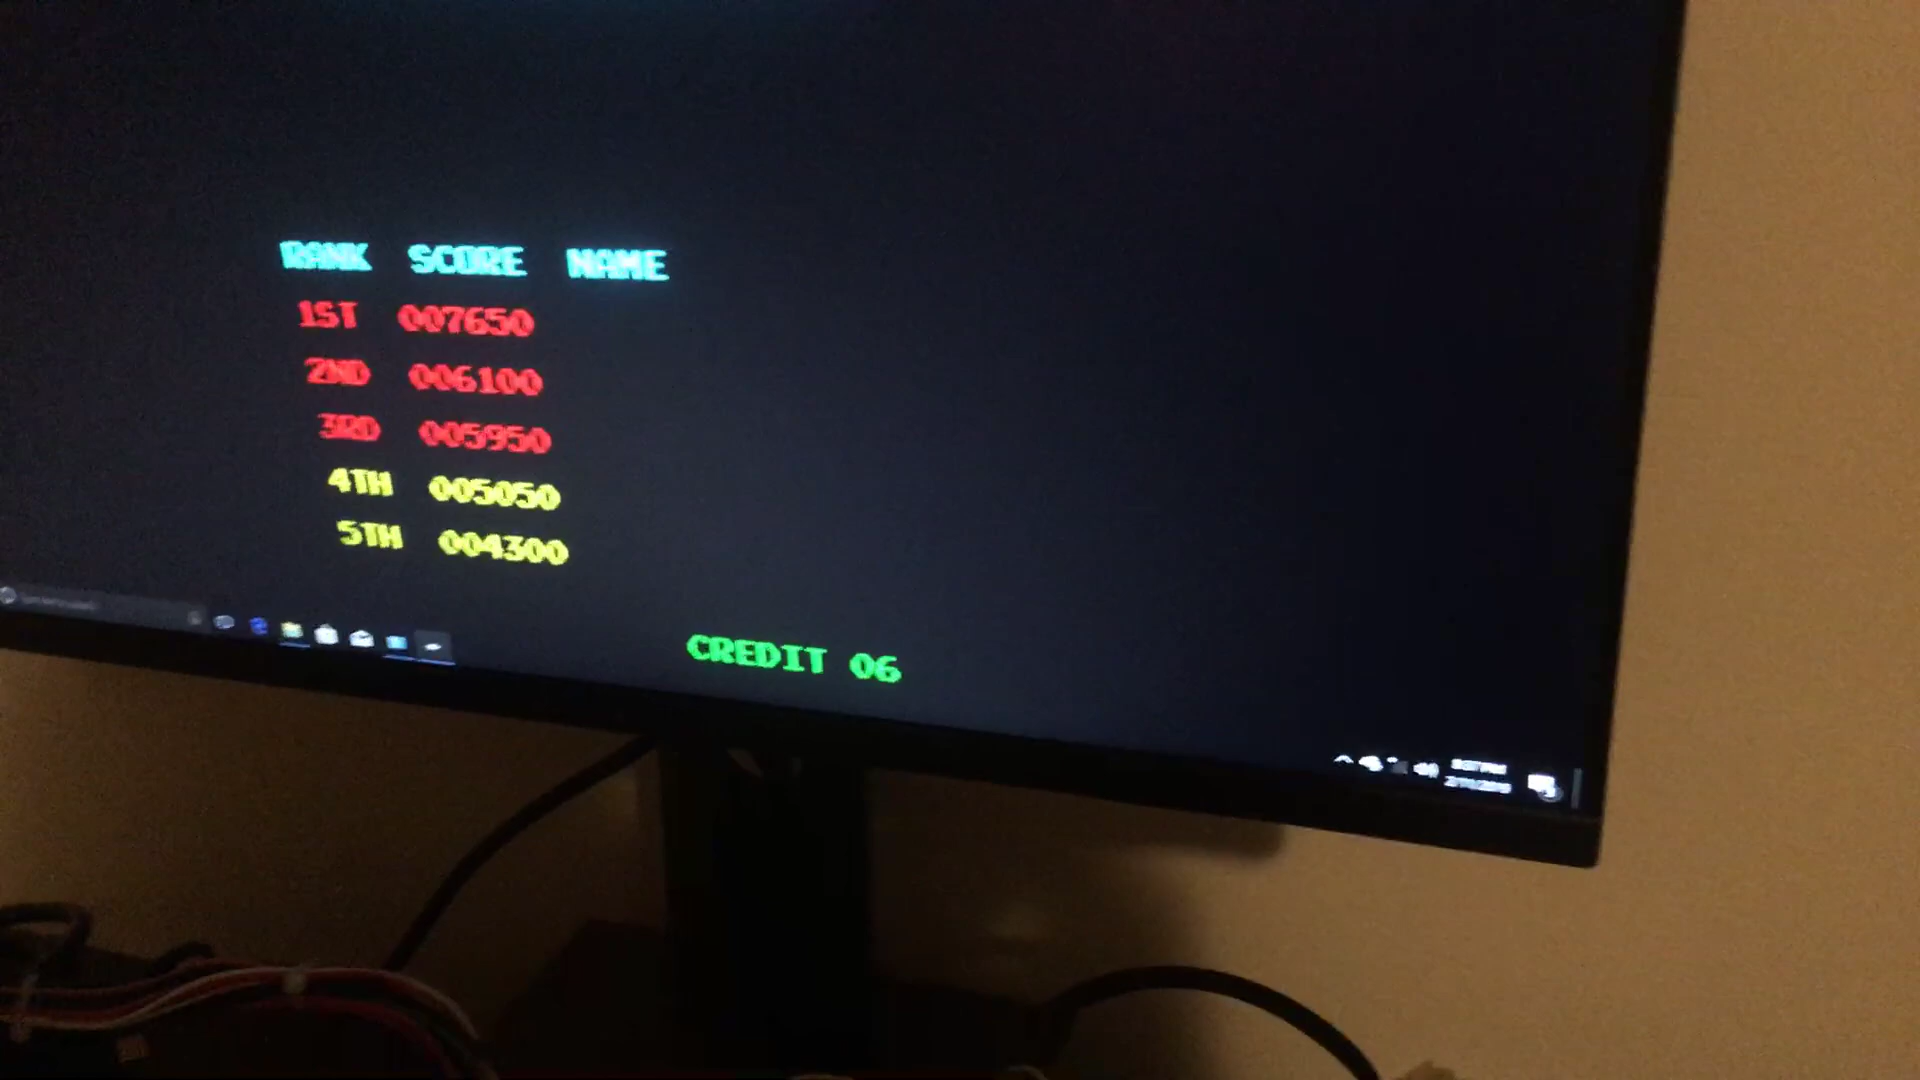 RANK SCORE NAME
1ST 007650
2ND 006100
3RD 005950
4TH 005050
5TH 004300
CREDIT 06